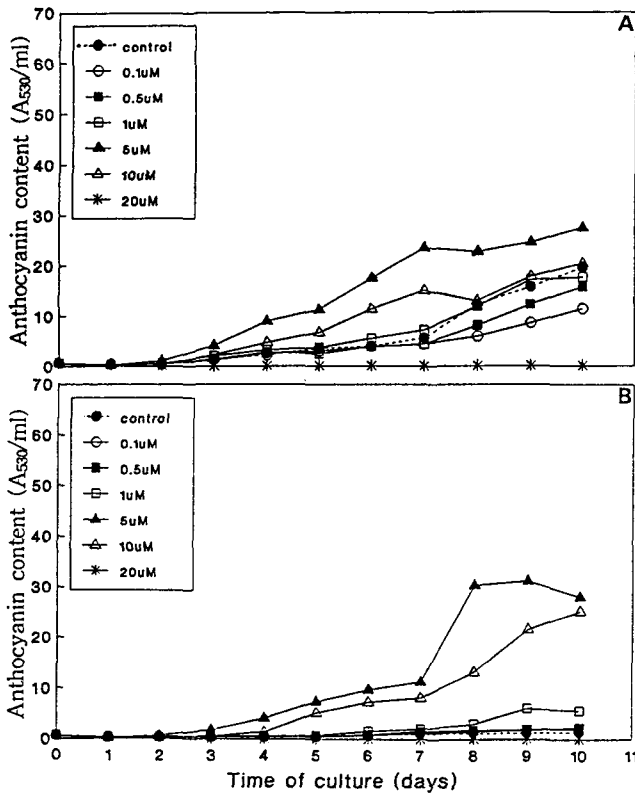 A
Anthocyanin content (A530/ml)
70
60
50
40
30
20
10
0
control
0.1uM
0.5uM
1uM
5uM
10uM
20uM
B
Anthocyanin content (A530/ml)
70
60
50
40
30
20
10
0
control
0.1uM
0.5uM
1uM
5uM
10uM
20uM
0 1 2 3 4 5 6 7 8 9 10 11
Time of culture (days)